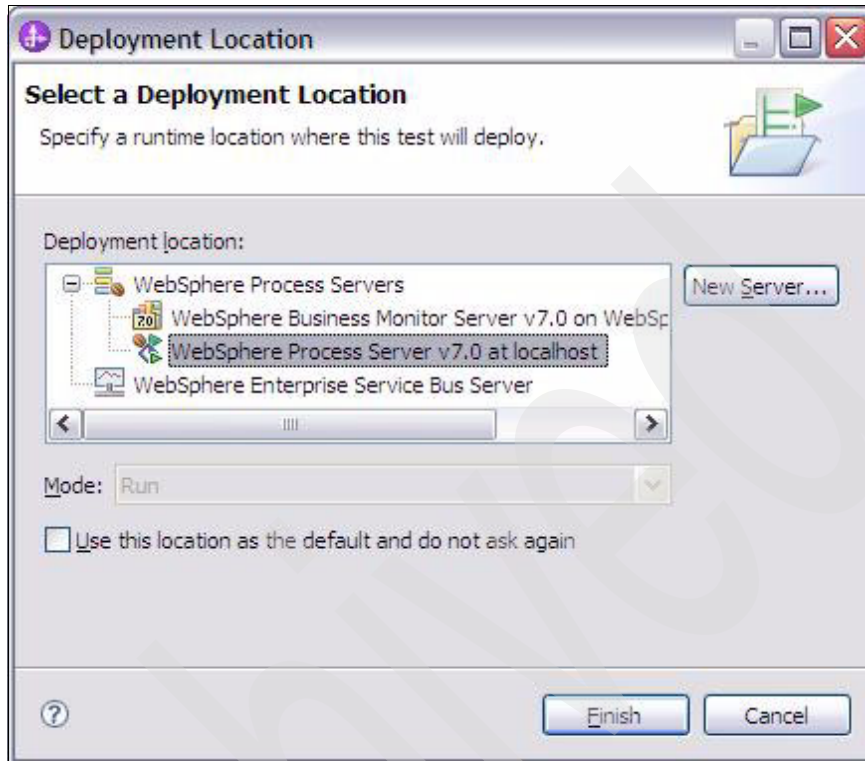 Deployment Location
Select a Deployment Location
Specify a runtime location where this test will deploy.
Deployment location:
WebSphere Process Servers
New Server...
WebSphere Business Monitor Server v7.0 on WebSp
WebSphere Process Server v7.0 at localhost
WebSphere Enterprise Service Bus Server
Mode: Run
Use this location as the default and do not ask again
Finish
Cancel